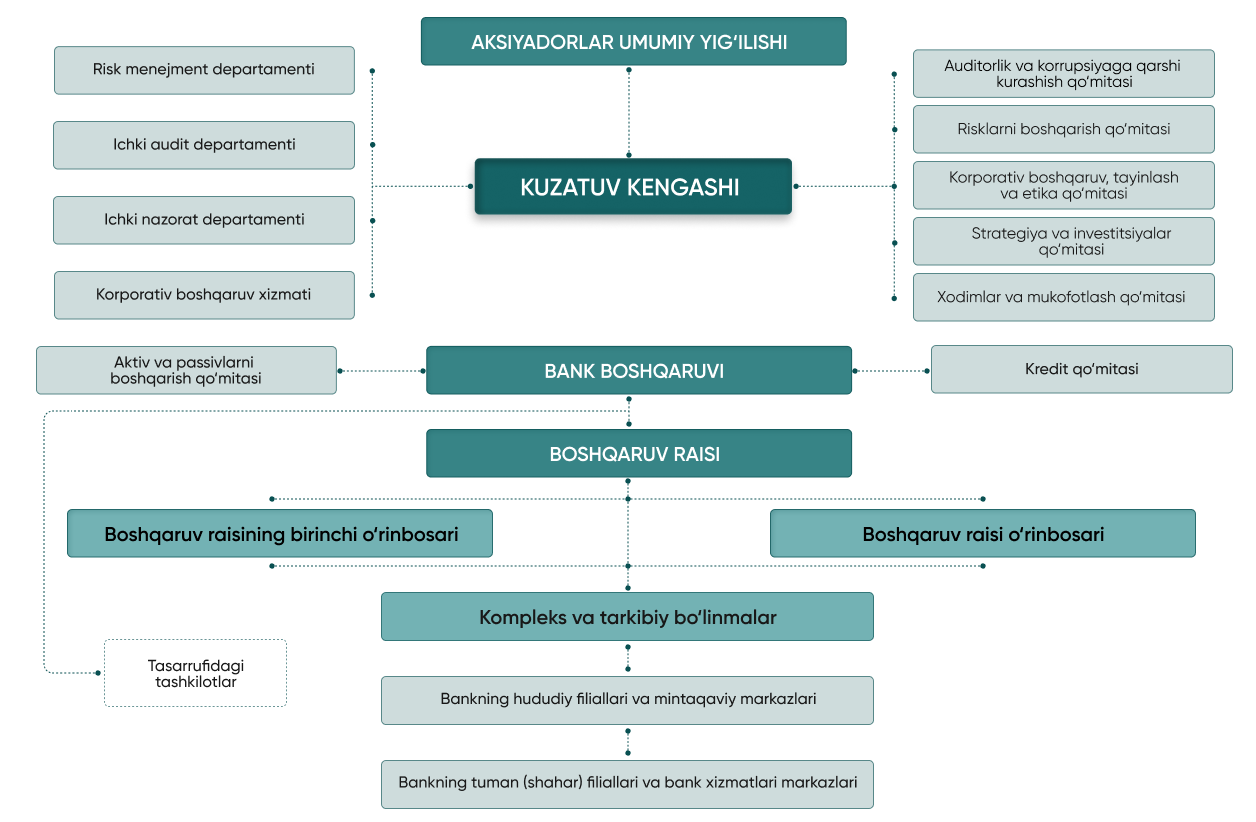 AKSIYADORLAR UMUMIY YIG‘ILISHI
Risk menejment departamenti
Ichki audit departamenti
Ichki nazorat departamenti
Korporativ boshqaruv xizmati
KUZATUV KENGASHI
Auditorlik va korrupsiyaga qarshi
kurashish qo‘mitasi
Risklarni boshqarish qo‘mitasi
Korporativ boshqaruv, tayinlash
va etika qo‘mitasi
Strategiya va investitsiyalar
qo‘mitasi
Xodimlar va mukofotlash qo‘mitasi
Aktiv va passivlarni
boshqarish qo‘mitasi
BANK BOSHQARUVI
Kredit qo‘mitasi
BOSHQARUV RAISI
Boshqaruv raisining birinchi o‘rinbosari
Boshqaruv raisi o‘rinbosari
Kompleks va tarkibiy bo‘linmalar
Tasarrufidagi
tashkilotlar
Bankning hududiy filiallari va mintaqaviy markazlari
Bankning tuman (shahar) filiallari va bank xizmatlari markazlari